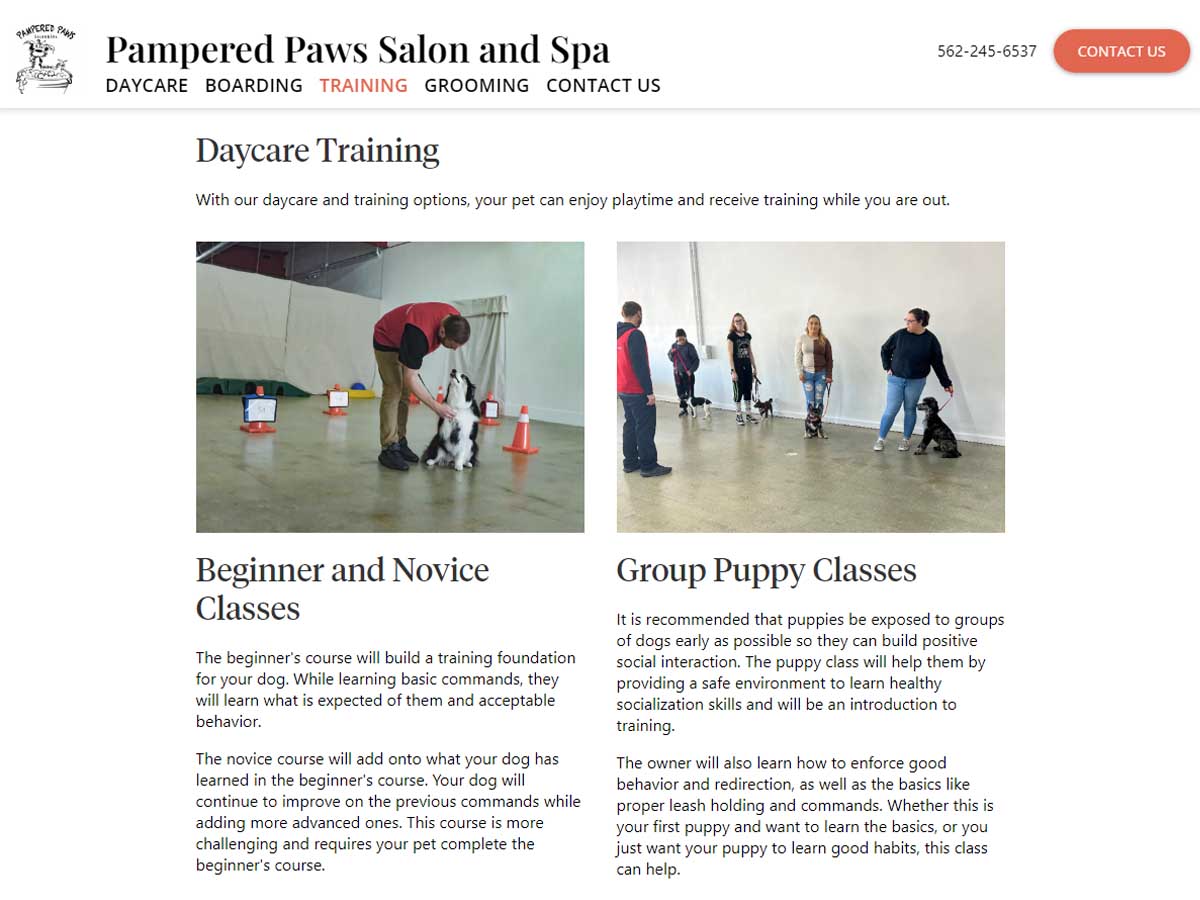 PAMPERED PAWS
Pampered Paws Salon and Spa
562-245-6537
CONTACT US
DAYCARE BOARDING TRAINING GROOMING CONTACT US
Daycare Training
With our daycare and training options, your pet can enjoy playtime and receive training while you are out.
Beginner and Novice
Classes
The beginner's course will build a training foundation
for your dog. While learning basic commands, they
will learn what is expected of them and acceptable
behavior.
The novice course will add onto what your dog has
learned in the beginner's course. Your dog will
continue to improve on the previous commands while
adding more advanced ones. This course is more
challenging and requires your pet complete the
beginner's course.
Group Puppy Classes
It is recommended that puppies be exposed to groups
of dogs early as possible so they can build positive
social interaction. The puppy class will help them by
providing a safe environment to learn healthy
socialization skills and will be an introduction to
training.
The owner will also learn how to enforce good
behavior and redirection, as well as the basics like
proper leash holding and commands. Whether this is
your first puppy and want to learn the basics, or you
just want your puppy to learn good habits, this class
can help.